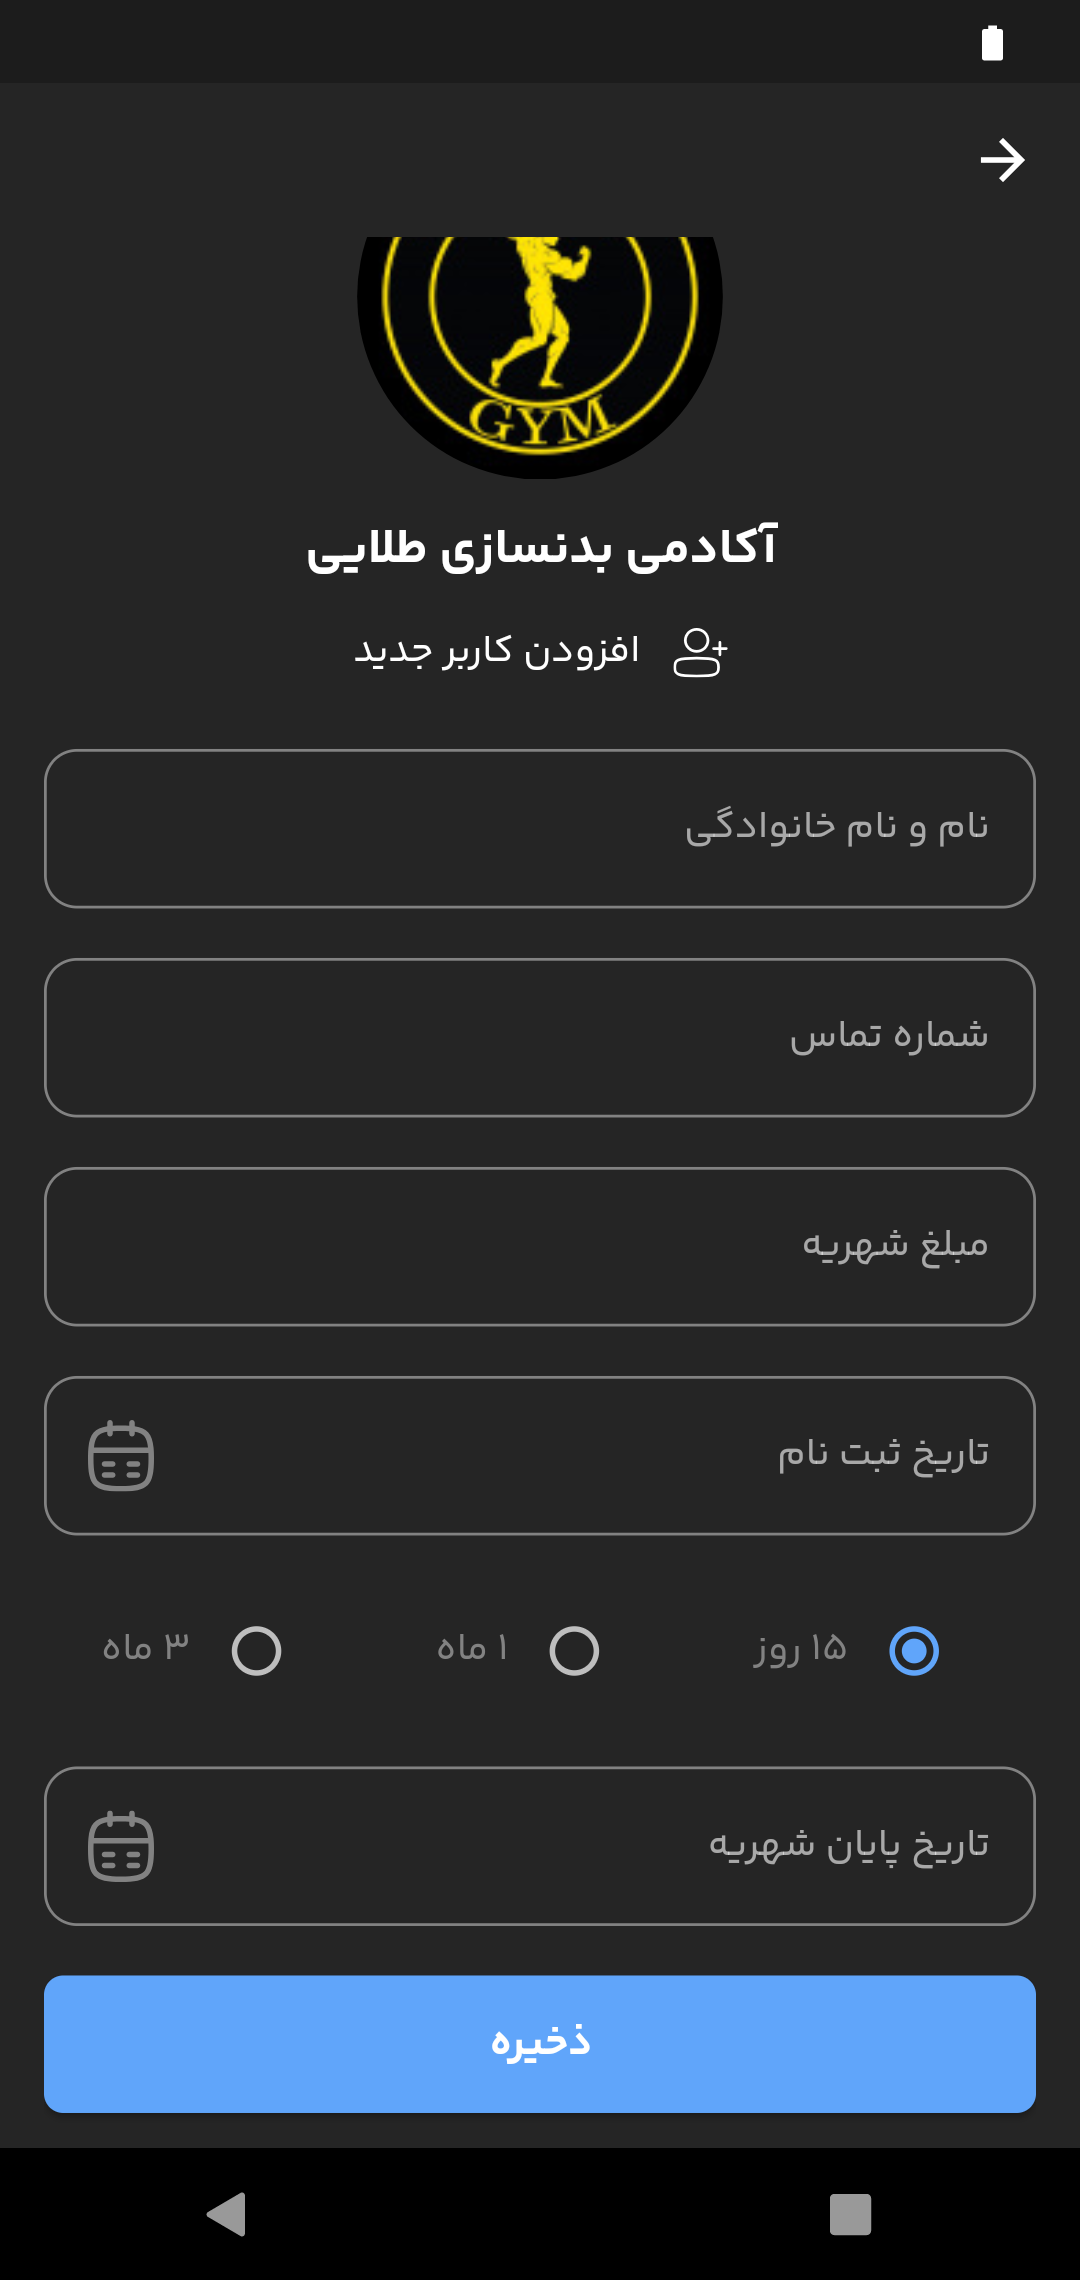 GYM
آکادمی بدنسازی طلایی
افزودن کاربر جدید
نام و نام خانوادگی
شماره تماس
مبلغ شهریه
تاریخ ثبت نام
۱۵ روز ۱ ماه ۳ ماه
تاریخ پایان شهریه
ذخیره